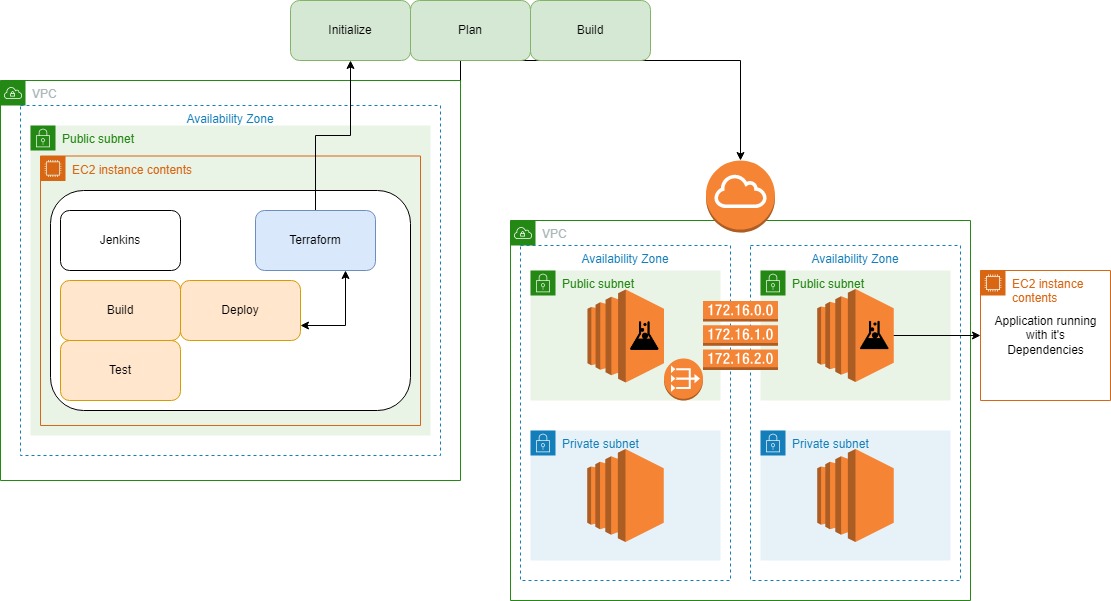 Initialize
Plan
Build
VPC
Availability Zone
Public subnet
EC2 instance contents
Jenkins
Terraform
Build
Deploy
Test
VPC
Availability Zone
Public subnet
Availability Zone
Public subnet
172.16.0.0
172.16.1.0
172.16.2.0
Private subnet
Private subnet
EC2 instance
contents
Application running
with it's
Dependencies